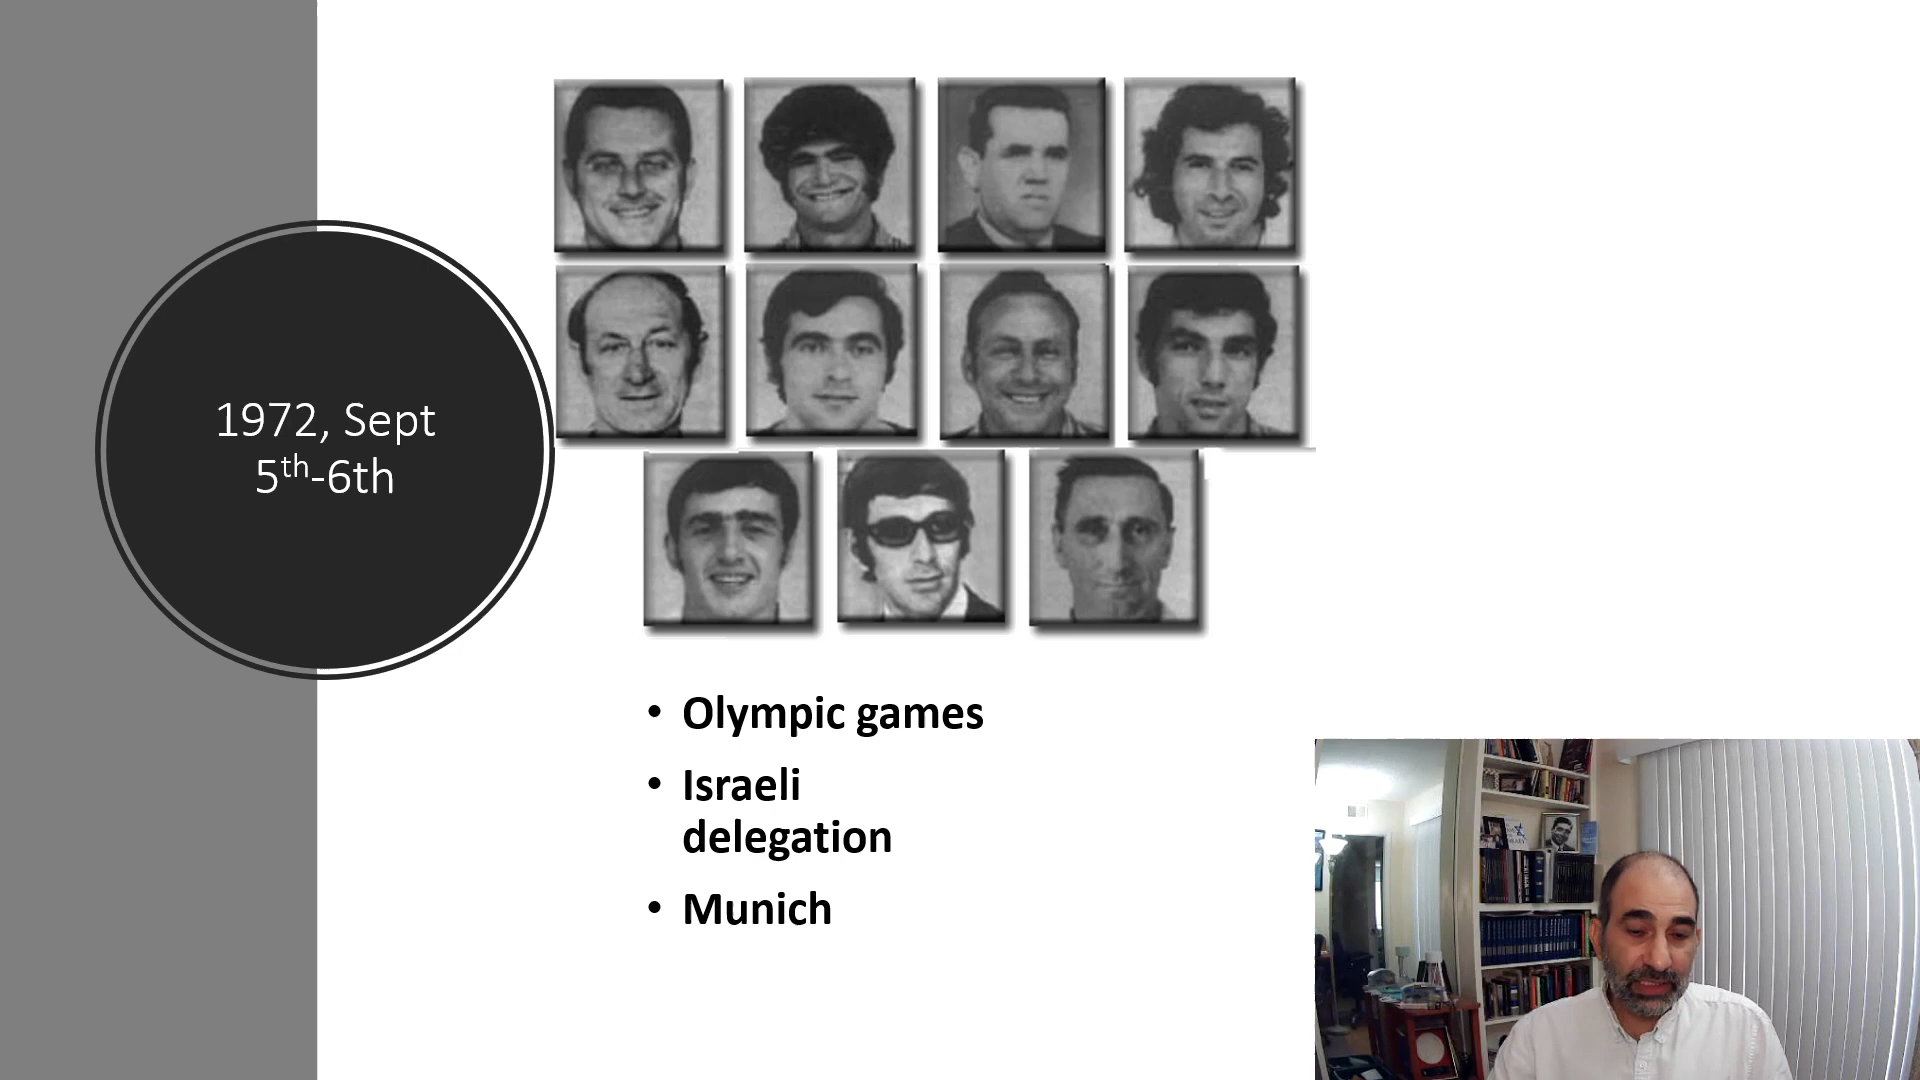 1972, Sept
5th-6th
• Olympic games
• Israeli
delegation
• Munich